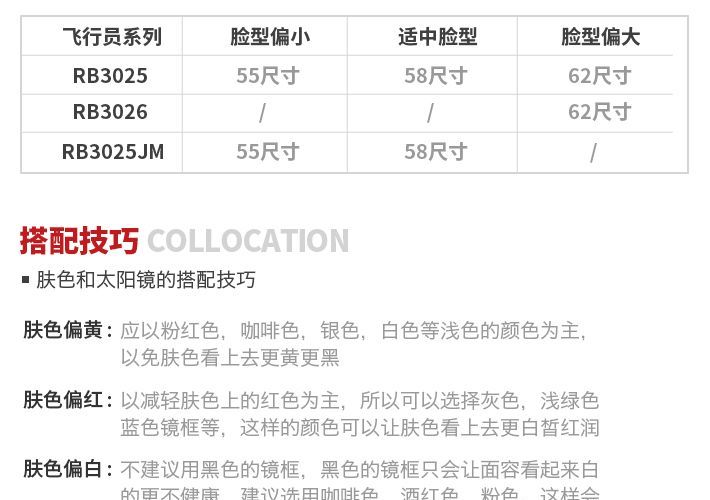 飞行员系列 脸型偏小 适中脸型 脸型偏大
RB3025 55尺寸 58尺寸 62尺寸
RB3026 / / 62尺寸
RB3025JM 55尺寸 58尺寸 /
搭配技巧 COLLOCATION
▪ 肤色和太阳镜的搭配技巧
肤色偏黄: 应以粉红色，咖啡色，银色，白色等浅色的颜色为主，
以免肤色看上去更黄更黑
肤色偏红: 以减轻肤色上的红色为主，所以可以选择灰色，浅绿色
蓝色镜框等，这样的颜色可以让肤色看上去更白皙红润
肤色偏白: 不建议用黑色的镜框，黑色的镜框只会让面容看起来白
的更不健康，建议选用咖啡色，酒红色，粉色，这样会